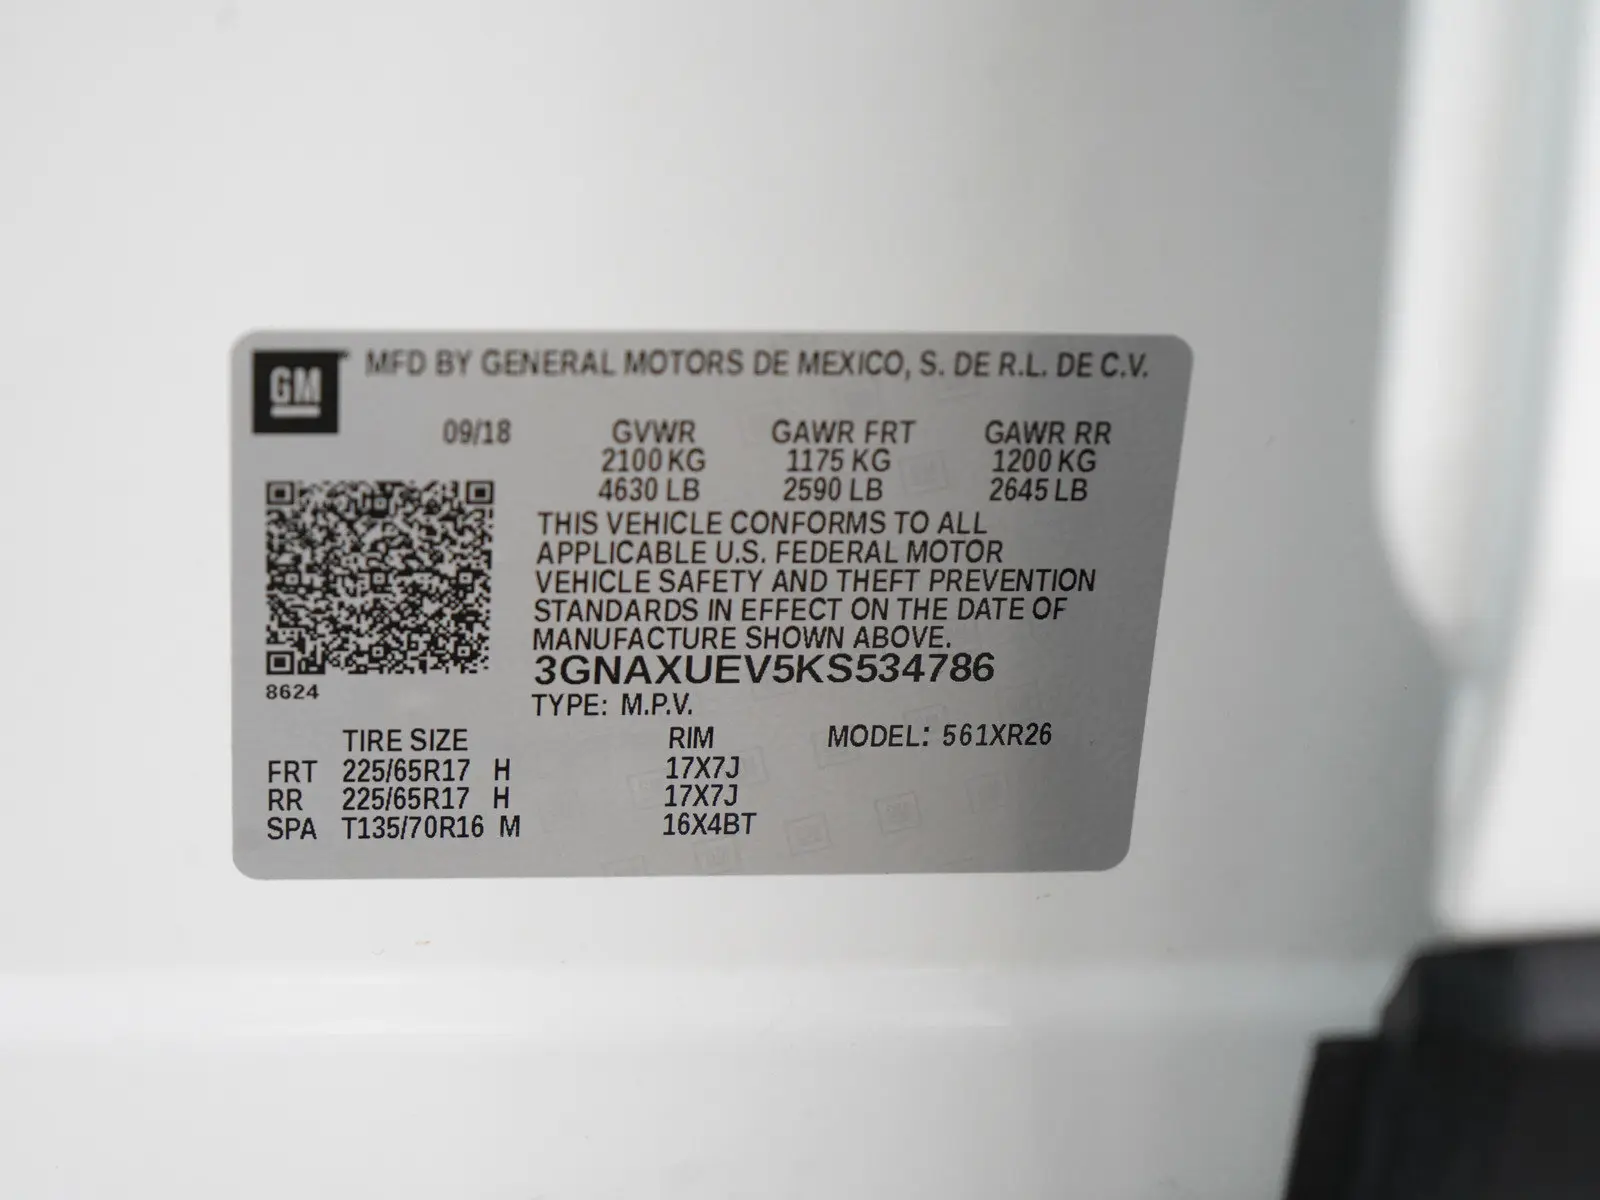 GM MFD BY GENERAL MOTORS DE MEXICO, S. DE R.L. DE C.V.
09/18 GVWR GAWR FRT GAWR RR
2100 KG 1175 KG 1200 KG
4630 LB 2590 LB 2645 LB
THIS VEHICLE CONFORMS TO ALL
APPLICABLE U.S. FEDERAL MOTOR
VEHICLE SAFETY AND THEFT PREVENTION
STANDARDS IN EFFECT ON THE DATE OF
MANUFACTURE SHOWN ABOVE.
3GNAXUEV5KS534786
8624
TYPE: M.P.V.
TIRE SIZE RIM MODEL: 561XR26
FRT 225/65R17 H 17X7J
RR 225/65R17 H 17X7J
SPA T135/70R16 M 16X4BT